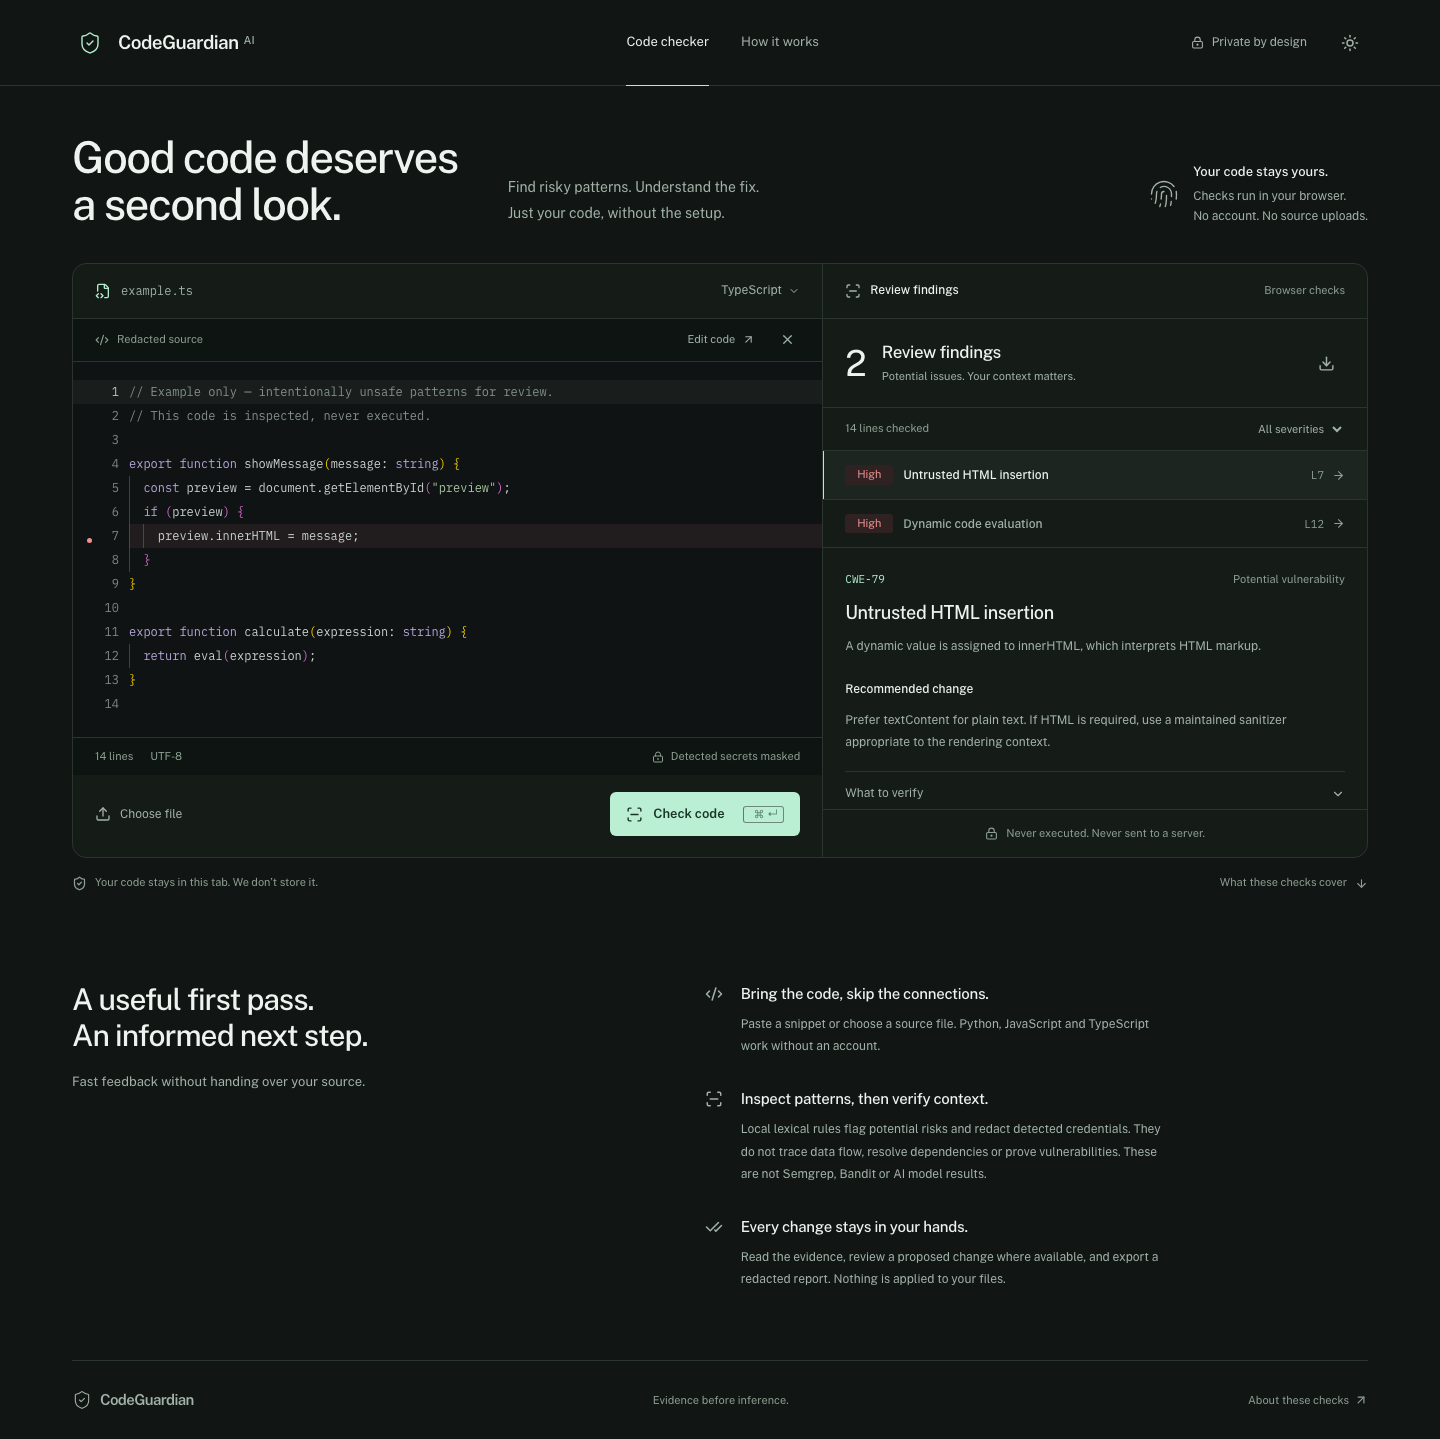 CodeGuardian AI
Code checker
How it works
Private by design
Good code deserves
a second look.
Find risky patterns. Understand the fix.
Just your code, without the setup.
Your code stays yours.
Checks run in your browser.
No account. No source uploads.
example.ts
TypeScript
Redacted source
Edit code
1 // Example only — intentionally unsafe patterns for review.
2 // This code is inspected, never executed.
3
4 export function showMessage(message: string) {
5 const preview = document.getElementById("preview");
6 if (preview) {
7 preview.innerHTML = message;
8 }
9 }
10
11 export function calculate(expression: string) {
12 return eval(expression);
13 }
14
14 lines UTF-8
Detected secrets masked
Choose file
Check code ⌘ ↵
Review findings
Browser checks
2 Review findings
Potential issues. Your context matters.
14 lines checked
All severities
High Untrusted HTML insertion L7
High Dynamic code evaluation L12
CWE-79
Potential vulnerability
Untrusted HTML insertion
A dynamic value is assigned to innerHTML, which interprets HTML markup.
Recommended change
Prefer textContent for plain text. If HTML is required, use a maintained sanitizer
appropriate to the rendering context.
What to verify
Never executed. Never sent to a server.
Your code stays in this tab. We don't store it.
What these checks cover
A useful first pass.
An informed next step.
Fast feedback without handing over your source.
Bring the code, skip the connections.
Paste a snippet or choose a source file. Python, JavaScript and TypeScript
work without an account.
Inspect patterns, then verify context.
Local lexical rules flag potential risks and redact detected credentials. They
do not trace data flow, resolve dependencies or prove vulnerabilities. These
are not Semgrep, Bandit or AI model results.
Every change stays in your hands.
Read the evidence, review a proposed change where available, and export a
redacted report. Nothing is applied to your files.
CodeGuardian
Evidence before inference.
About these checks